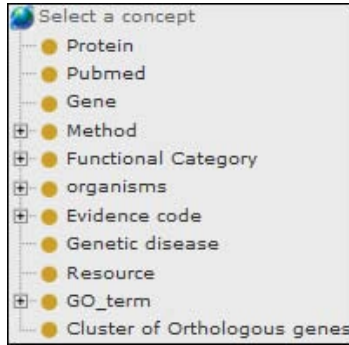 Select a concept
Protein
Pubmed
Gene
Method
Functional Category
organisms
Evidence code
Genetic disease
Resource
GO_term
Cluster of Orthologous genes